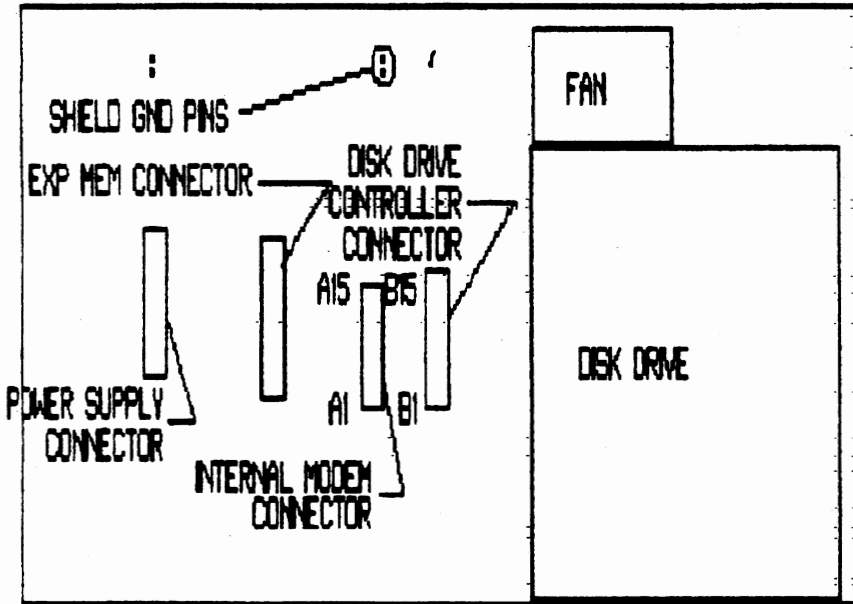 FAN
SHIELD GND PINS
EXP MEM CONNECTOR
DISK DRIVE
CONTROLLER
CONNECTOR
A15
B15
DISK DRIVE
A1
B1
POWER SUPPLY
CONNECTOR
INTERNAL MODEM
CONNECTOR